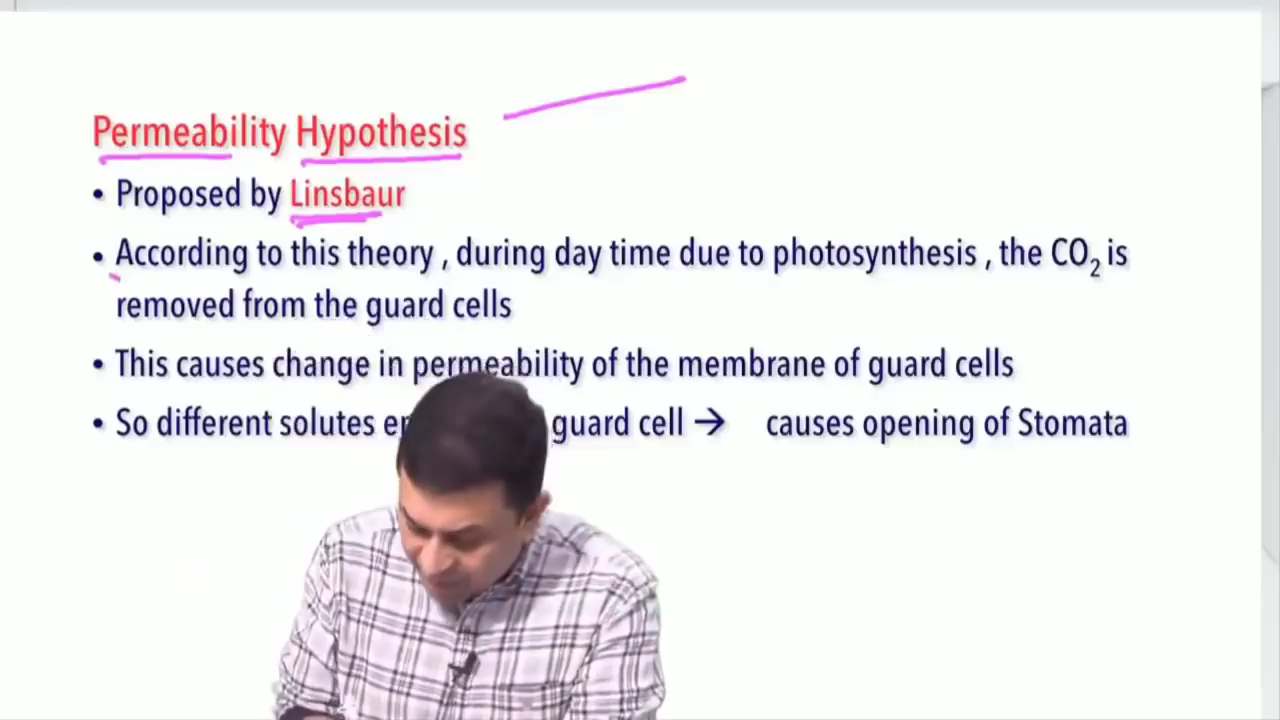 Permeability Hypothesis
• Proposed by Linsbaur
• According to this theory , during day time due to photosynthesis , the CO₂ is
removed from the guard cells
• This causes change in permeability of the membrane of guard cells
• So different solutes guard cell → causes opening of Stomata